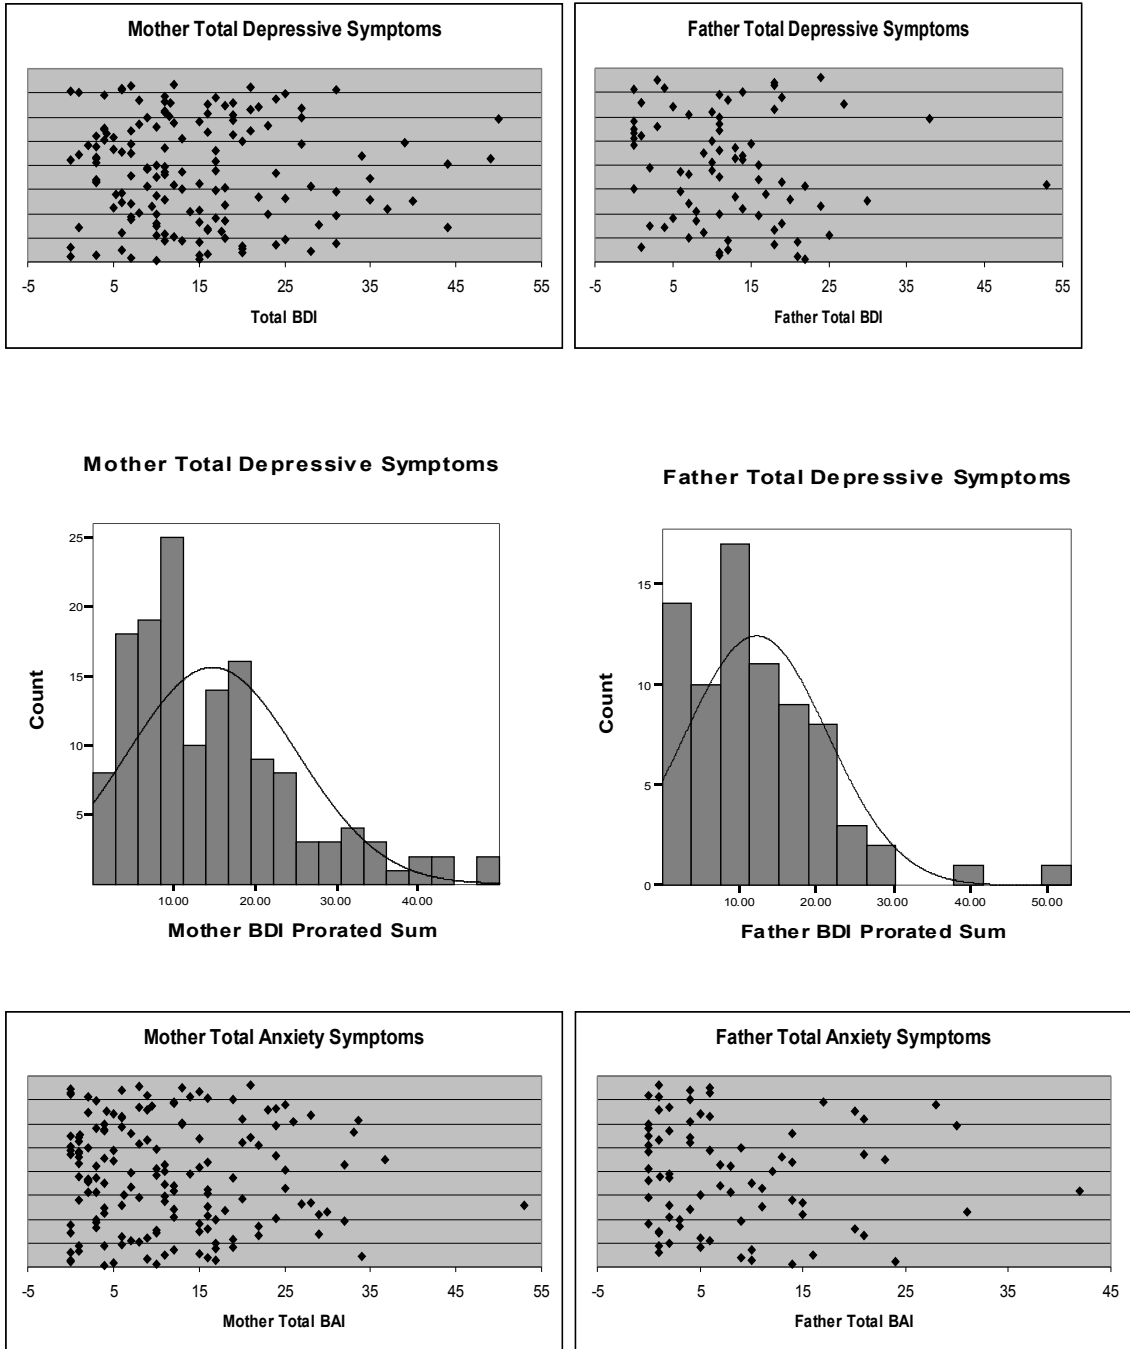 Mother Total Depressive Symptoms
-5 5 15 25 35 45 55
Total BDI
Father Total Depressive Symptoms
-5 5 15 25 35 45 55
Father Total BDI
Mother Total Depressive Symptoms
25
20
15
10
5
Count
10.00 20.00 30.00 40.00
Mother BDI Prorated Sum
Father Total Depressive Symptoms
15
10
5
0
Count
10.00 20.00 30.00 40.00 50.00
Father BDI Prorated Sum
Mother Total Anxiety Symptoms
-5 5 15 25 35 45 55
Mother Total BAI
Father Total Anxiety Symptoms
-5 5 15 25 35 45
Father Total BAI